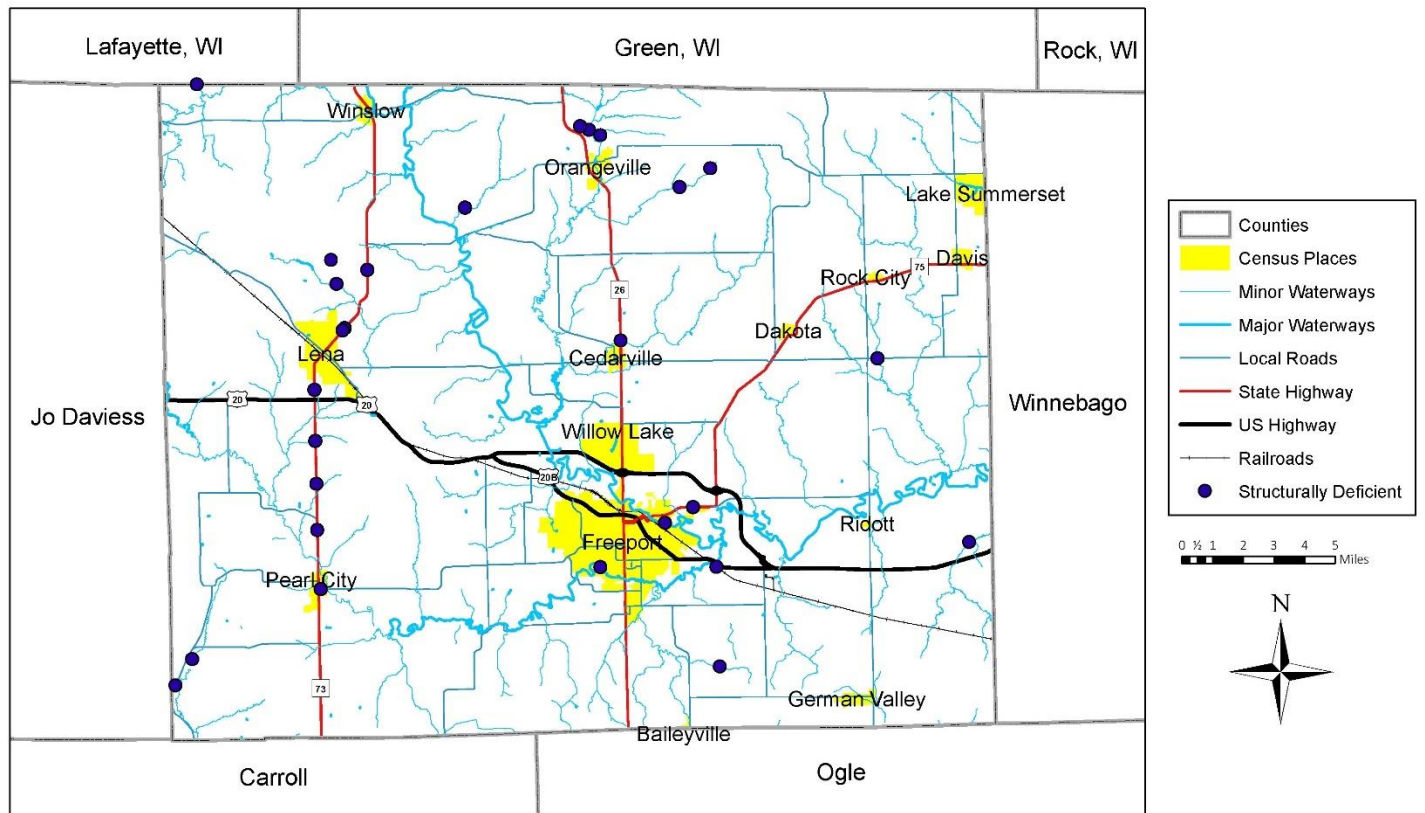 Lafayette, WI
Green, WI
Rock, WI
Winslow
Orangeville
Lake Summerset
Davis
75
Rock City
26
Dakota
Lena
Cedarville
Jo Daviess
20
20
Winnebago
Willow Lake
20B
Ridott
Freeport
Pearl City
73
German Valley
Baileyville
Carroll
Ogle
Counties
Census Places
Minor Waterways
Major Waterways
Local Roads
State Highway
US Highway
Railroads
Structurally Deficient
0 ½ 1 2 3 4 5
Miles
N